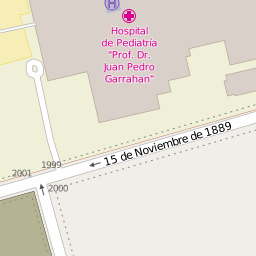 H
Hospital
de Pediatría
"Prof. Dr.
Juan Pedro
Garrahan"
15 de Noviembre de 1889
2001 1999
2000